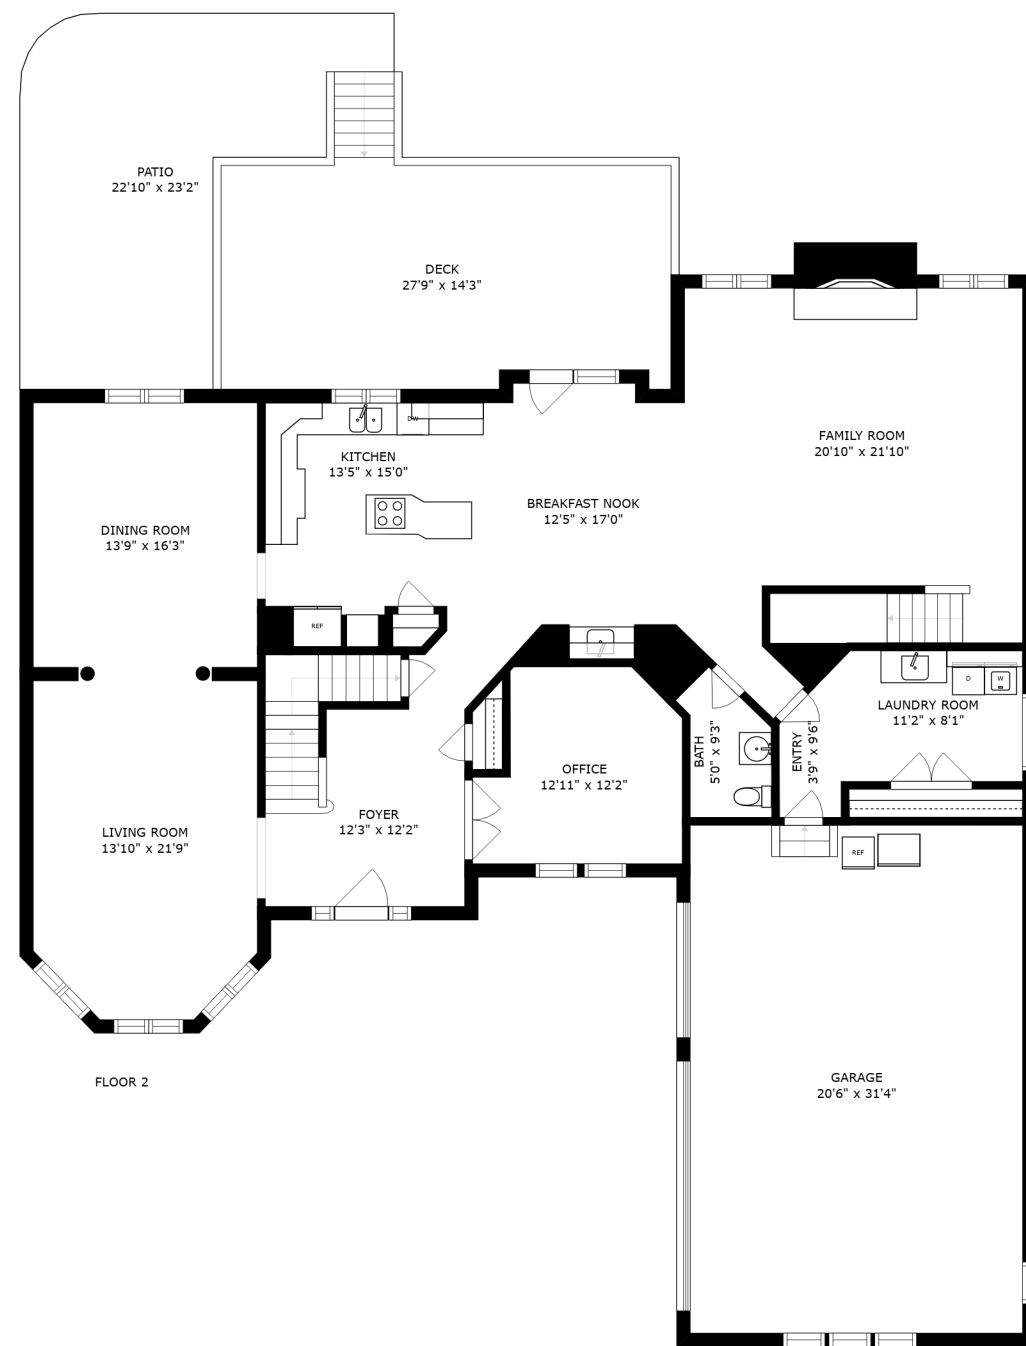 PATIO
22'10" x 23'2"
DECK
27'9" x 14'3"
FAMILY ROOM
20'10" x 21'10"
DW
KITCHEN
13'5" x 15'0"
BREAKFAST NOOK
12'5" x 17'0"
DINING ROOM
13'9" x 16'3"
REF
D
W
LAUNDRY ROOM
11'2" x 8'1"
BATH
5'0" x 9'3"
ENTRY
3'9" x 9'6"
OFFICE
12'11" x 12'2"
FOYER
12'3" x 12'2"
LIVING ROOM
13'10" x 21'9"
REF
GARAGE
20'6" x 31'4"
FLOOR 2